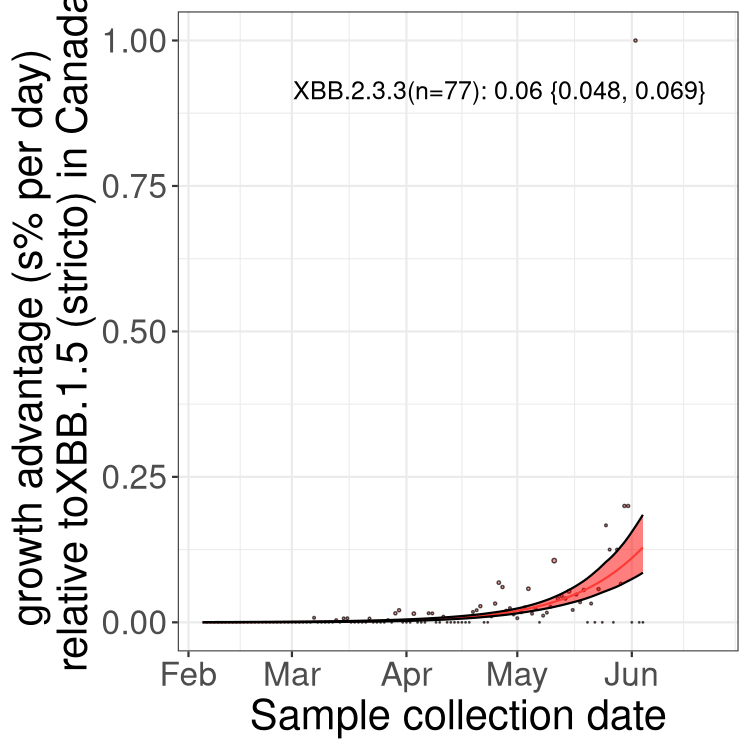 growth advantage (s% per day)
relative toXBB.1.5 (stricto) in Canada
1.00
0.75
0.50
0.25
0.00
XBB.2.3.3(n=77): 0.06 {0.048, 0.069}
Feb Mar Apr May Jun
Sample collection date